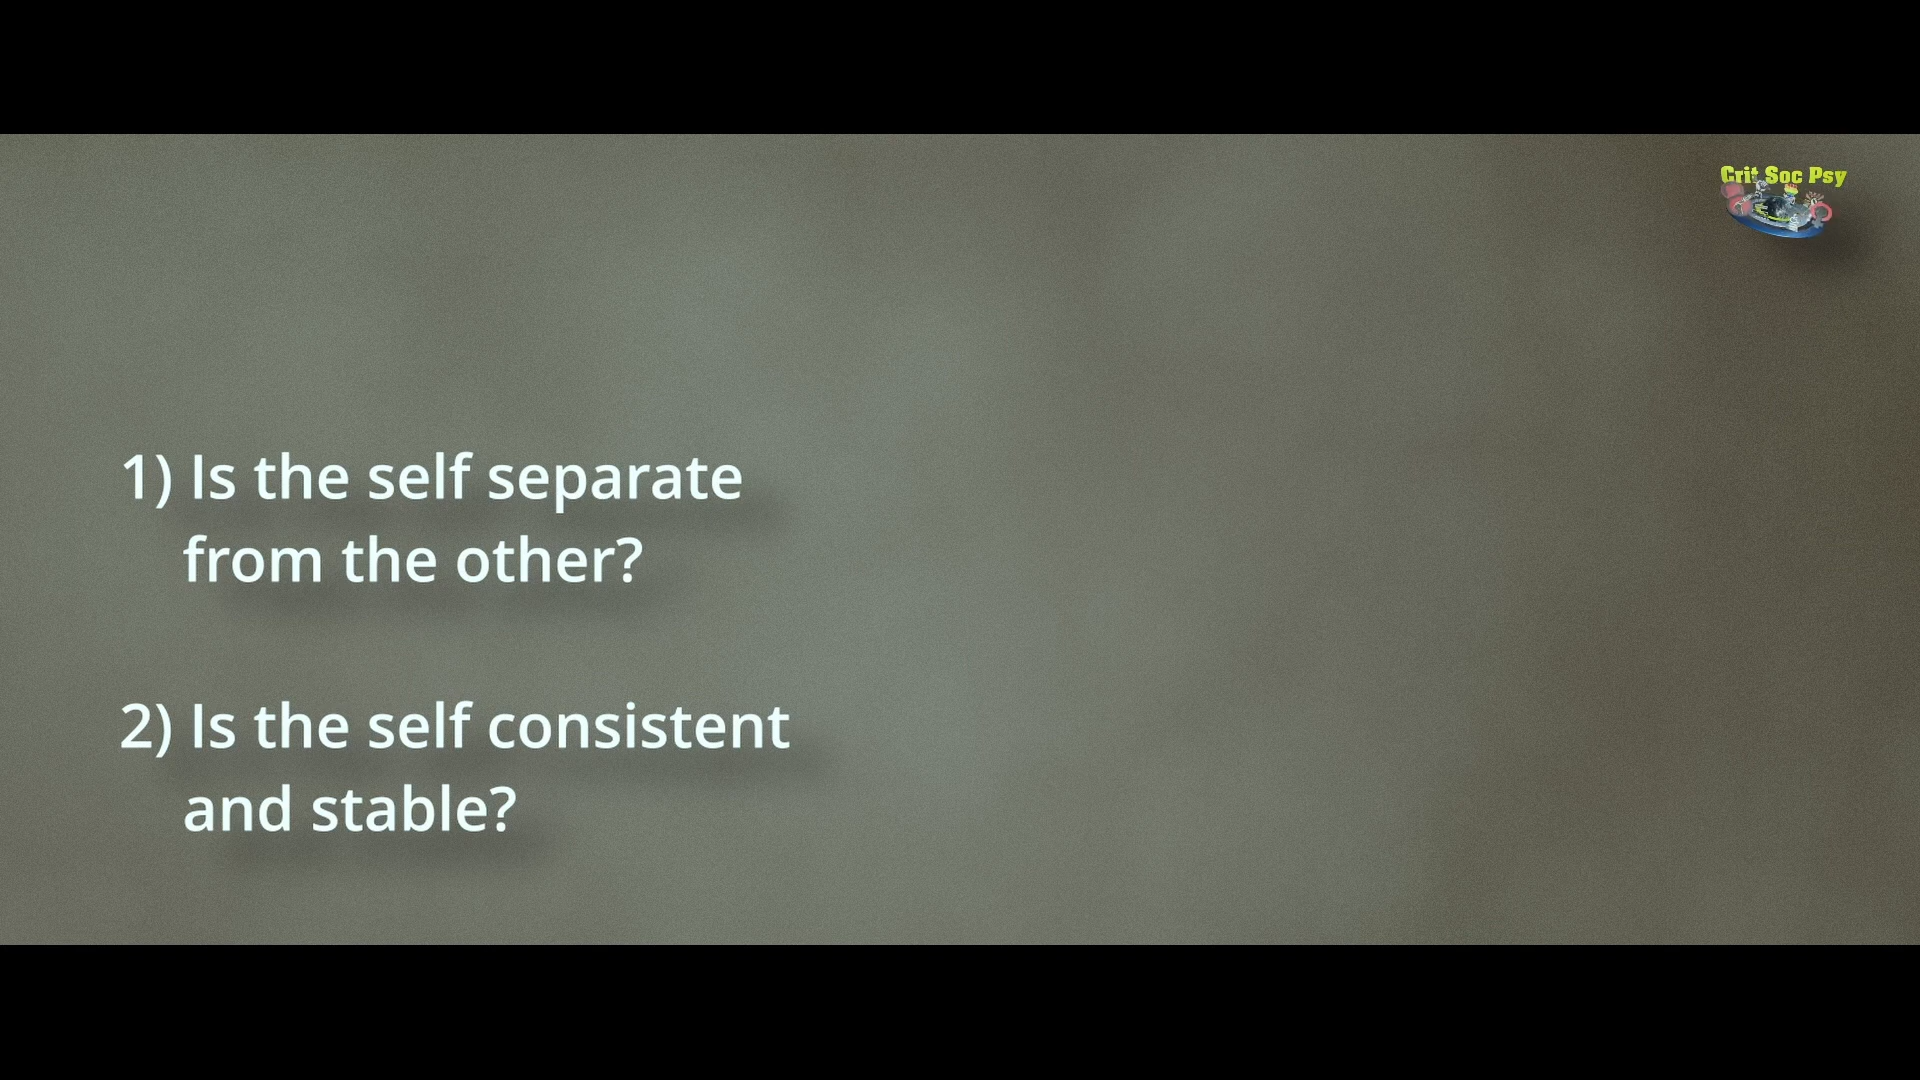 Crit Soc Psy
1) Is the self separate
from the other?
2) Is the self consistent
and stable?